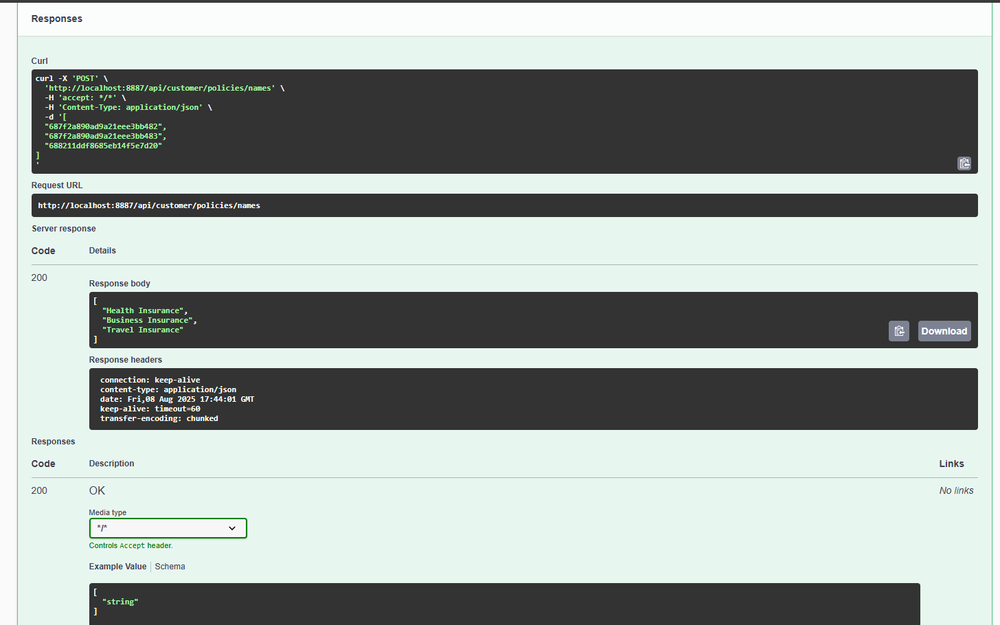 Responses
Curl
curl -X 'POST' \
'http://localhost:8887/api/customer/policies/names' \
-H 'accept: */*' \
-H 'Content-Type: application/json' \
-d '[
"687f2a890ad9a21eee3bb482",
"687f2a890ad9a21eee3bb483",
"688211ddf8685eb14f5e7d20"
]
'
Request URL
http://localhost:8887/api/customer/policies/names
Server response
Code Details
200
Response body
[
"Health Insurance",
"Business Insurance",
"Travel Insurance"
]
Download
Response headers
connection: keep-alive
content-type: application/json
date: Fri,08 Aug 2025 17:44:01 GMT
keep-alive: timeout=60
transfer-encoding: chunked
Responses
Code Description Links
200 OK No links
Media type
*/*
Controls Accept header.
Example Value Schema
[
"string"
]